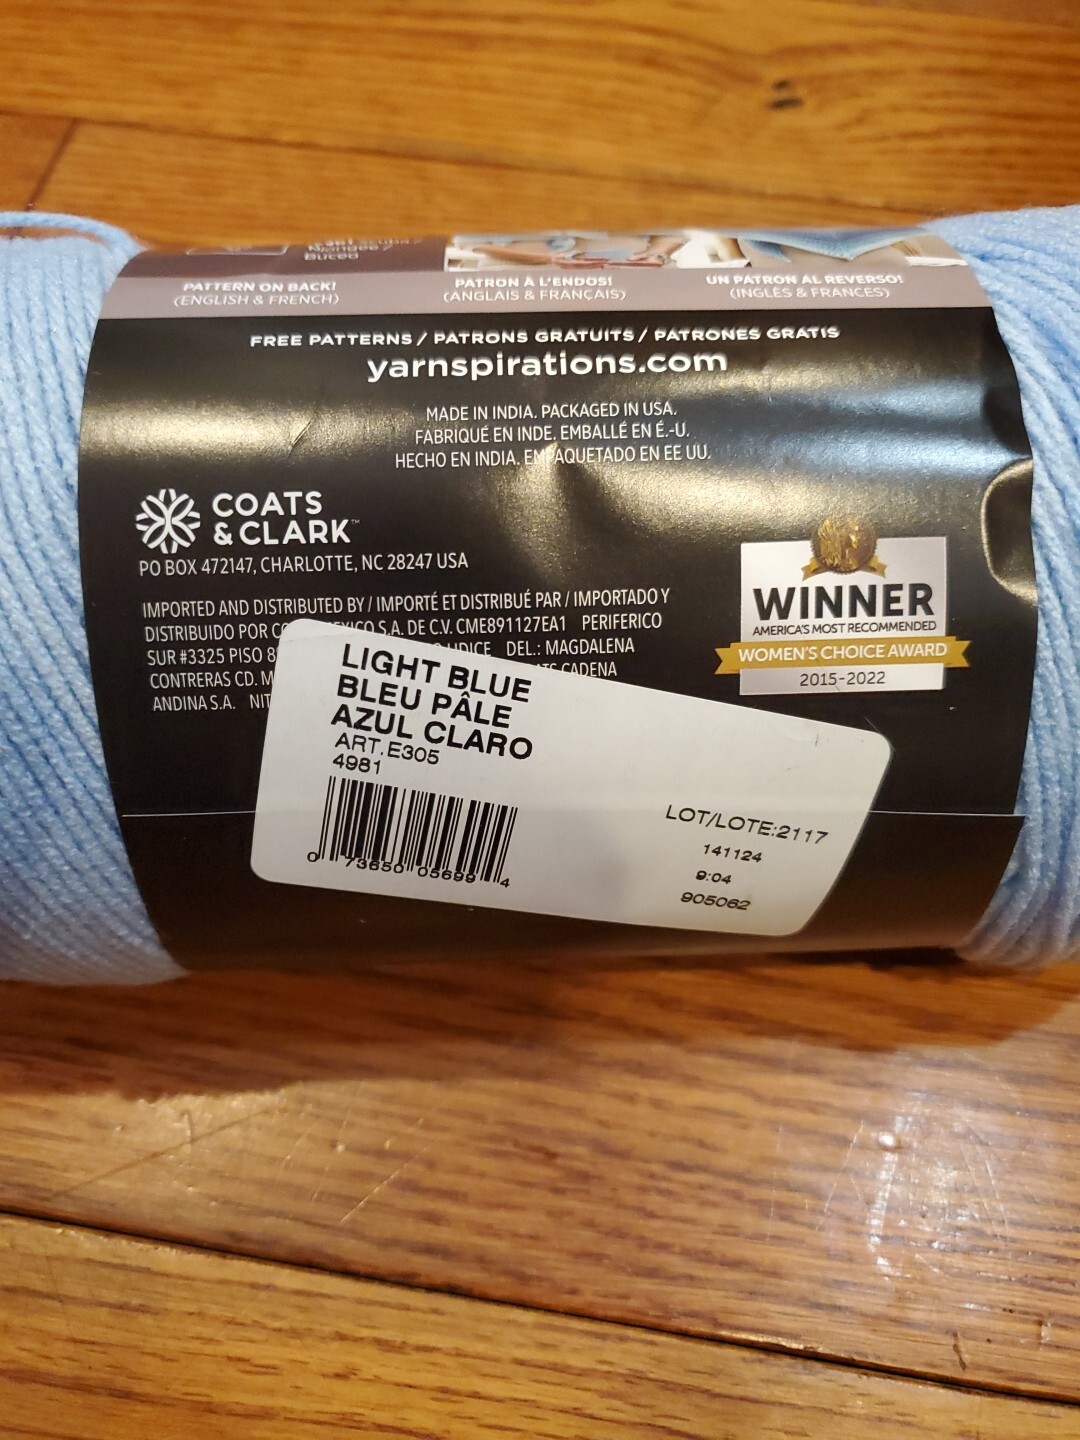 Buceo
PATTERN ON BACK!
(ENGLISH & FRENCH)
PATRON À L'ENDOS!
(ANGLAIS & FRANÇAIS)
UN PATRON AL REVERSO!
(INGLÉS & FRANCES)
FREE PATTERNS / PATRONS GRATUITS / PATRONES GRATIS
yarnspirations.com
MADE IN INDIA. PACKAGED IN USA.
FABRIQUÉ EN INDE. EMBALLÉ EN É.-U.
HECHO EN INDIA. EMPAQUETADO EN EE UU.
COATS
& CLARK™
PO BOX 472147, CHARLOTTE, NC 28247 USA
IMPORTED AND DISTRIBUTED BY / IMPORTÉ ET DISTRIBUÉ PAR / IMPORTADO Y
DISTRIBUIDO POR S.A. DE C.V. CME891127EA1 PERIFERICO
SUR #3325 PISO DEL.: MAGDALENA
CONTRERAS CD. CADENA
ANDINA S.A.
WINNER
AMERICA'S MOST RECOMMENDED
WOMEN'S CHOICE AWARD
2015-2022
LIGHT BLUE
BLEU PÂLE
AZUL CLARO
ART.E305
4981
0 73650 05699 4
LOT/LOTE:2117
141124
9:04
905062